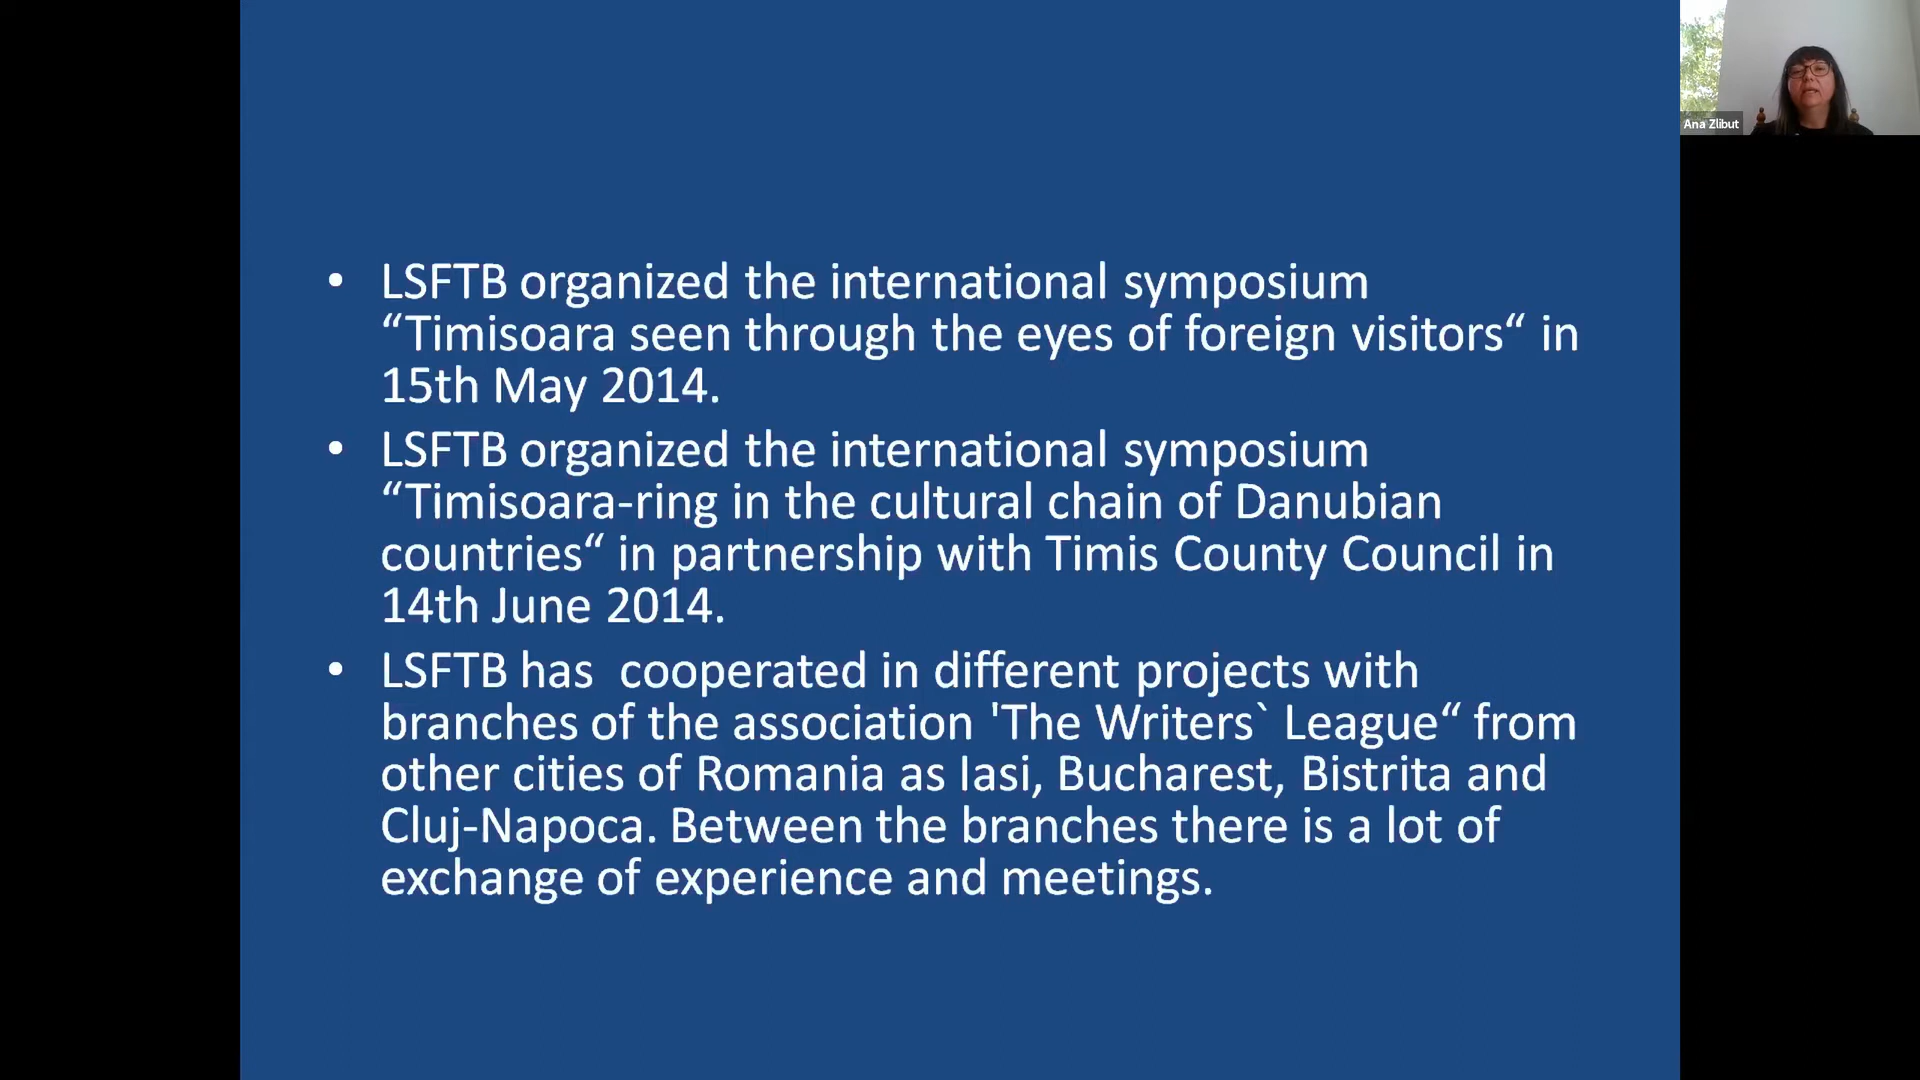 Ana Zlibut
• LSFTB organized the international symposium
“Timisoara seen through the eyes of foreign visitors“ in
15th May 2014.
• LSFTB organized the international symposium
“Timisoara-ring in the cultural chain of Danubian
countries“ in partnership with Timis County Council in
14th June 2014.
• LSFTB has  cooperated in different projects with
branches of the association 'The Writers` League“ from
other cities of Romania as Iasi, Bucharest, Bistrita and
Cluj-Napoca. Between the branches there is a lot of
exchange of experience and meetings.